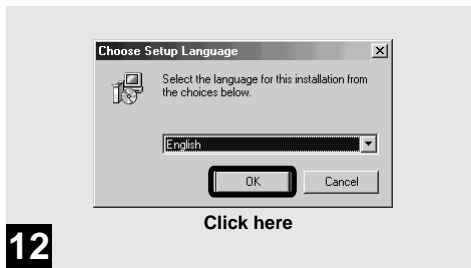 Choose Setup Language
Select the language for this installation from
the choices below.
English
OK Cancel
Click here
12